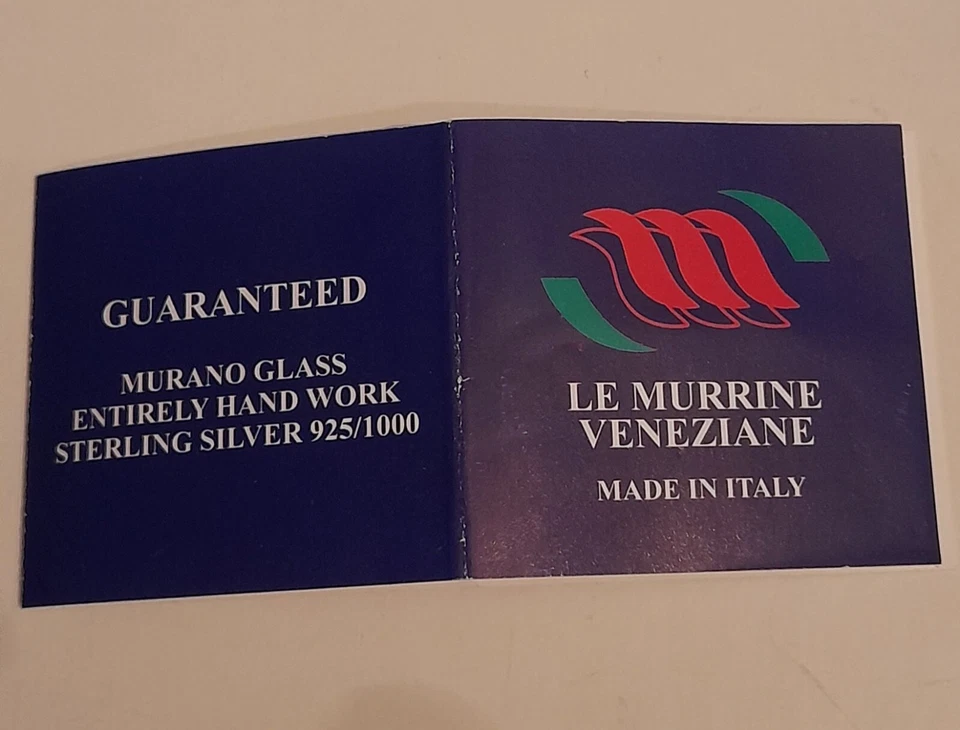 GUARANTEED
MURANO GLASS
ENTIRELY HAND WORK
STERLING SILVER 925/1000
LE MURRINE
VENEZIANE
MADE IN ITALY